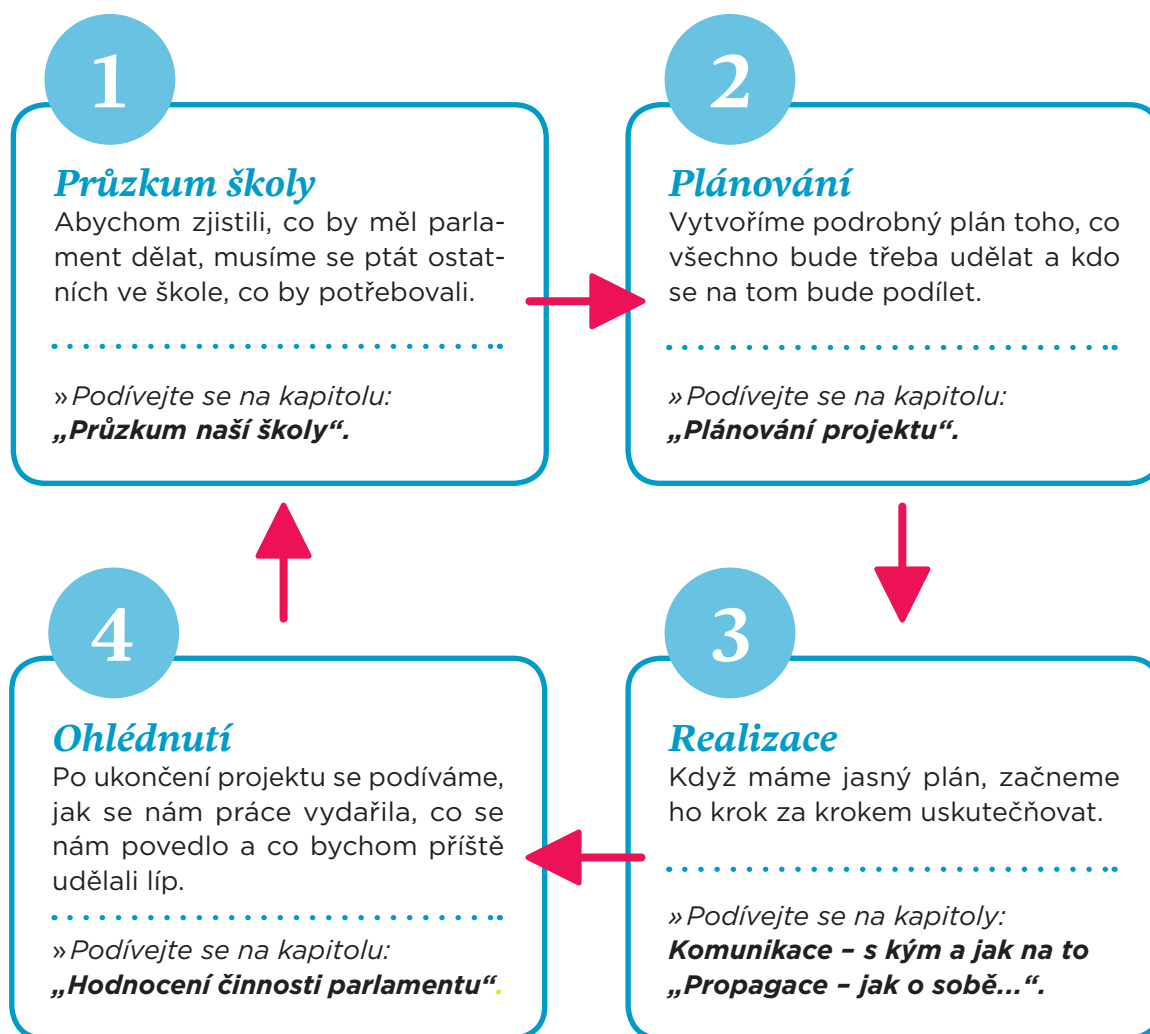 1
Průzkum školy
Abychom zjistili, co by měl parla-
ment dělat, musíme se ptát ostat-
ních ve škole, co by potřebovali.
» Podívejte se na kapitolu:
„Průzkum naší školy“.
2
Plánování
Vytvoříme podrobný plán toho, co
všechno bude třeba udělat a kdo
se na tom bude podílet.
» Podívejte se na kapitolu:
„Plánování projektu“.
3
Realizace
Když máme jasný plán, začneme
ho krok za krokem uskutečňovat.
» Podívejte se na kapitoly:
Komunikace – s kým a jak na to
„Propagace – jak o sobě...“.
4
Ohlédnutí
Po ukončení projektu se podíváme,
jak se nám práce vydařila, co se
nám povedlo a co bychom příště
udělali líp.
» Podívejte se na kapitolu:
„Hodnocení činnosti parlamentu“.